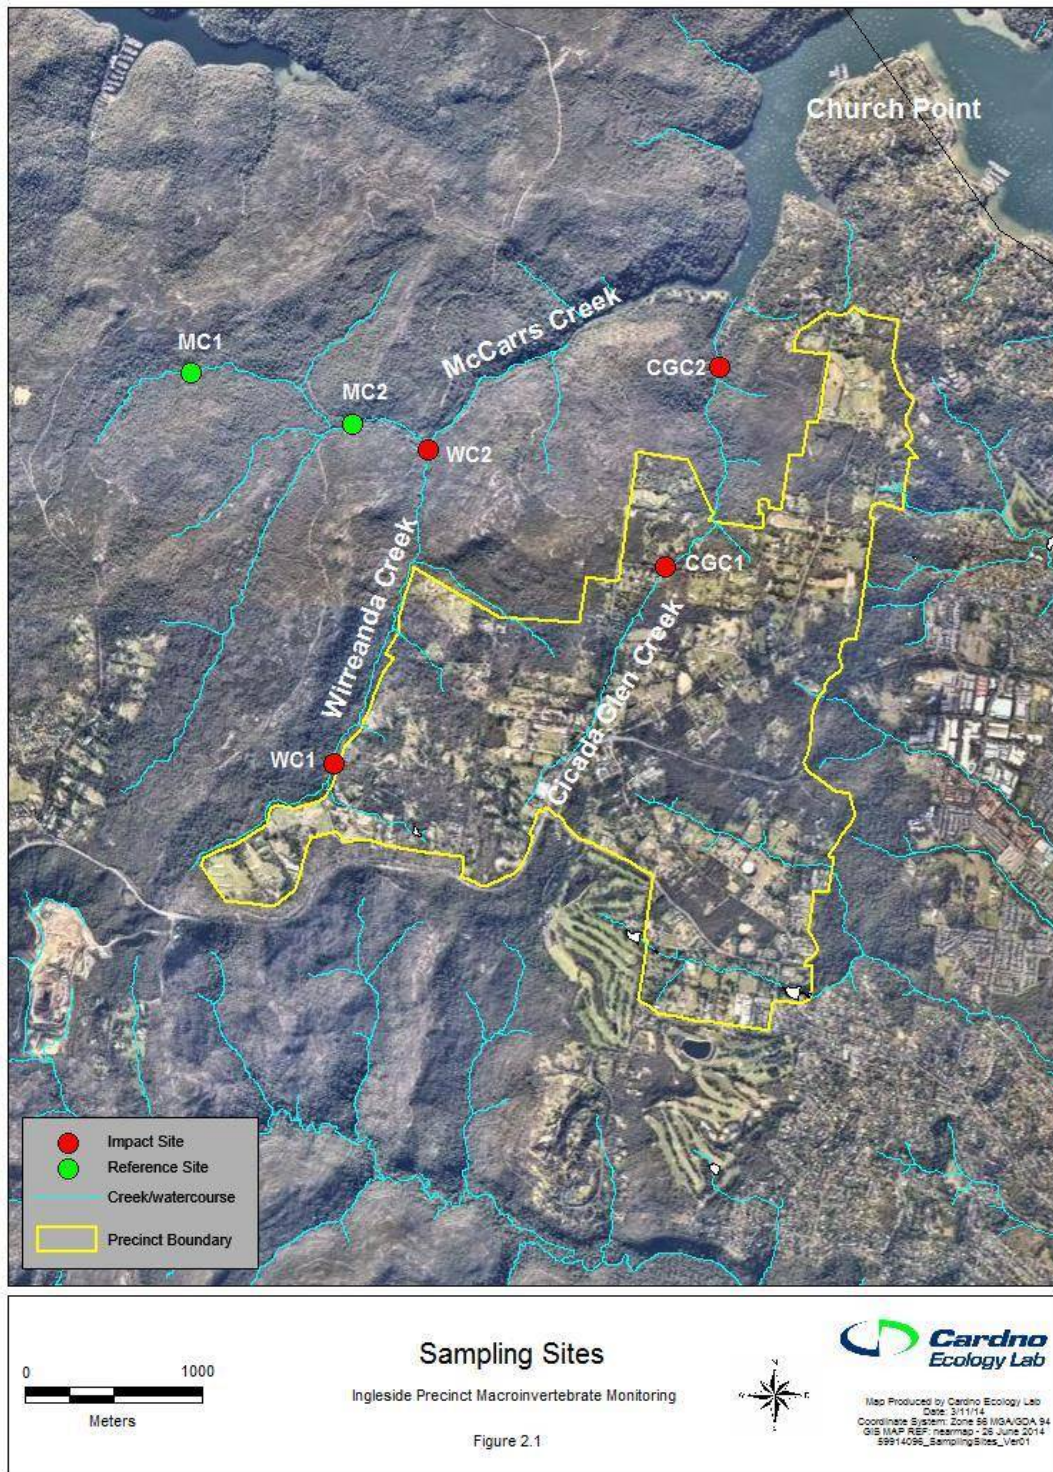 Church Point
McCarrs Creek
MC1
MC2
CGC2
WC2
CGC1
Wirreanda Creek
Cicada Glen Creek
WC1
Impact Site
Reference Site
Creek/watercourse
Precinct Boundary
0 1000
Meters
Sampling Sites
Ingleside Precinct Macroinvertebrate Monitoring
Figure 2.1
Cardno
Ecology Lab
Map Produced by Cardno Ecology Lab
Date: 3/11/14
Coordinate System: Zone 56 MGA/GDA 94
GIS MAP REF: nearmap - 26 June 2014
59914096_SamplingSites_Ver01